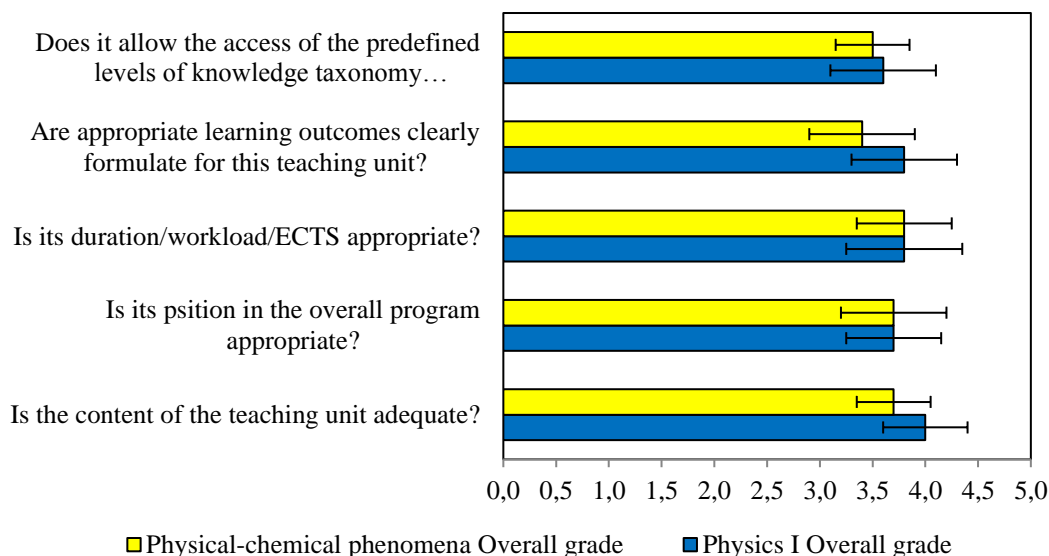 Does it allow the access of the predefined
levels of knowledge taxonomy…
Are appropriate learning outcomes clearly
formulate for this teaching unit?
Is its duration/workload/ECTS appropriate?
Is its psition in the overall program
appropriate?
Is the content of the teaching unit adequate?
0,0 0,5 1,0 1,5 2,0 2,5 3,0 3,5 4,0 4,5 5,0
Physical-chemical phenomena Overall grade Physics I Overall grade